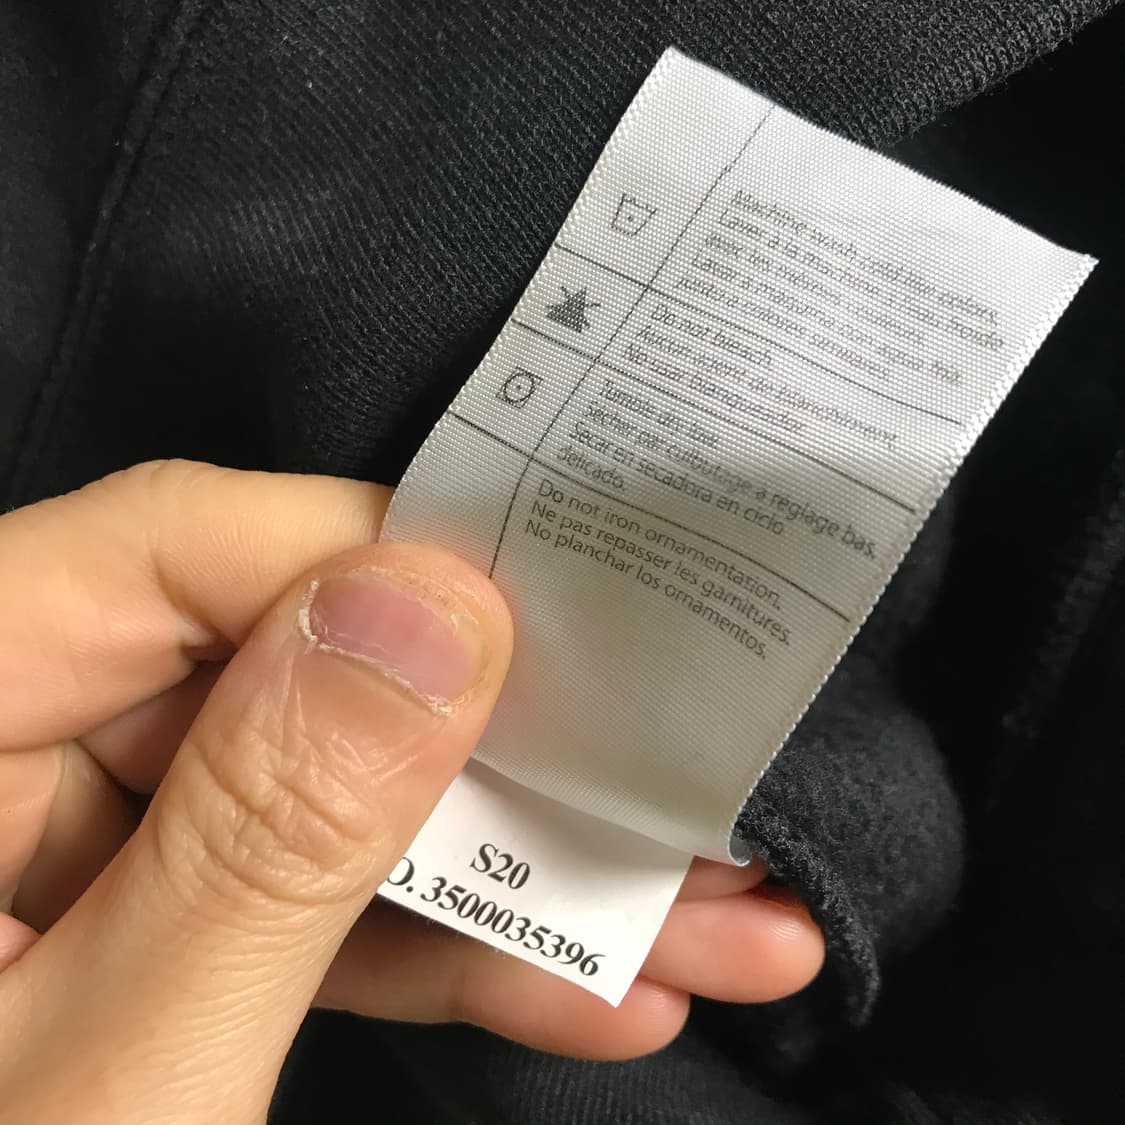 Machine wash cold like colors.
Laver à la machine à l'eau froide
avec les mêmes couleurs.
Lavar a maquina con agua fria
junto a colores similares.
Do not bleach.
Aucun agent de blanchiment.
No usar blanqueador.
Tumble dry low.
Sécher par culbutage à réglage bas.
Secar en secadora en ciclo
delicado.
Do not iron ornamentation.
Ne pas repasser les garnitures.
No planchar los ornamentos.
S20
O. 3500035396